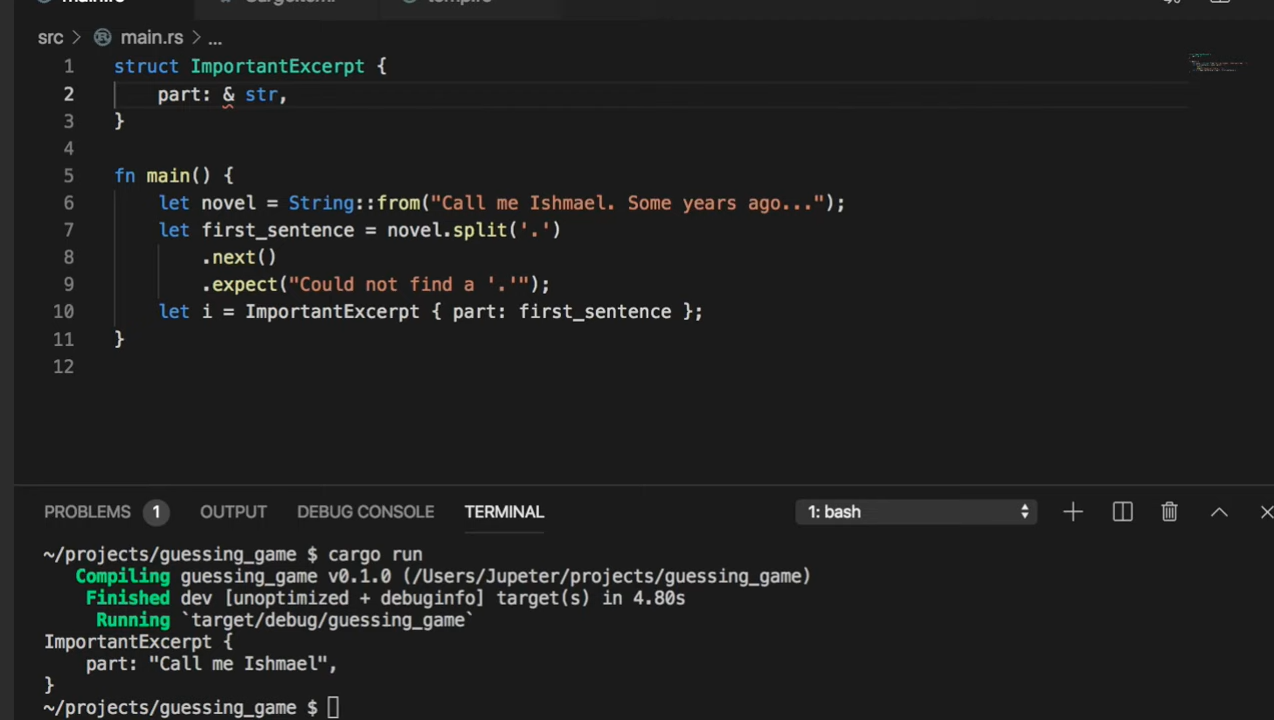 src > main.rs > ...
1 struct ImportantExcerpt {
2     part: & str,
3 }
4
5 fn main() {
6     let novel = String::from("Call me Ishmael. Some years ago...");
7     let first_sentence = novel.split('.')
8         .next()
9         .expect("Could not find a '.'");
10     let i = ImportantExcerpt { part: first_sentence };
11 }
12
PROBLEMS 1 OUTPUT DEBUG CONSOLE TERMINAL 1: bash
~/projects/guessing_game $ cargo run
   Compiling guessing_game v0.1.0 (/Users/Jupeter/projects/guessing_game)
    Finished dev [unoptimized + debuginfo] target(s) in 4.80s
     Running `target/debug/guessing_game`
ImportantExcerpt {
    part: "Call me Ishmael",
}
~/projects/guessing_game $